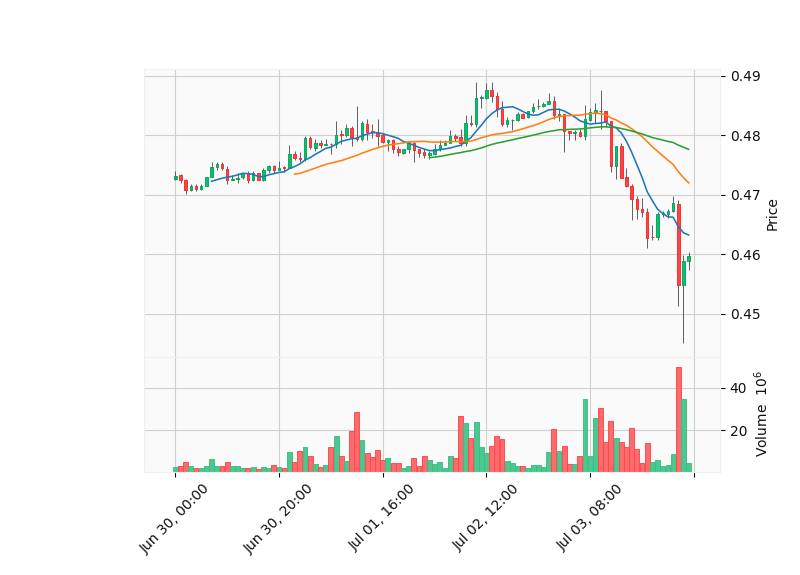 0.49
0.48
0.47
0.46
0.45
Price
40
20
Volume 10^6
Jun 30, 00:00
Jun 30, 20:00
Jul 01, 16:00
Jul 02, 12:00
Jul 03, 08:00